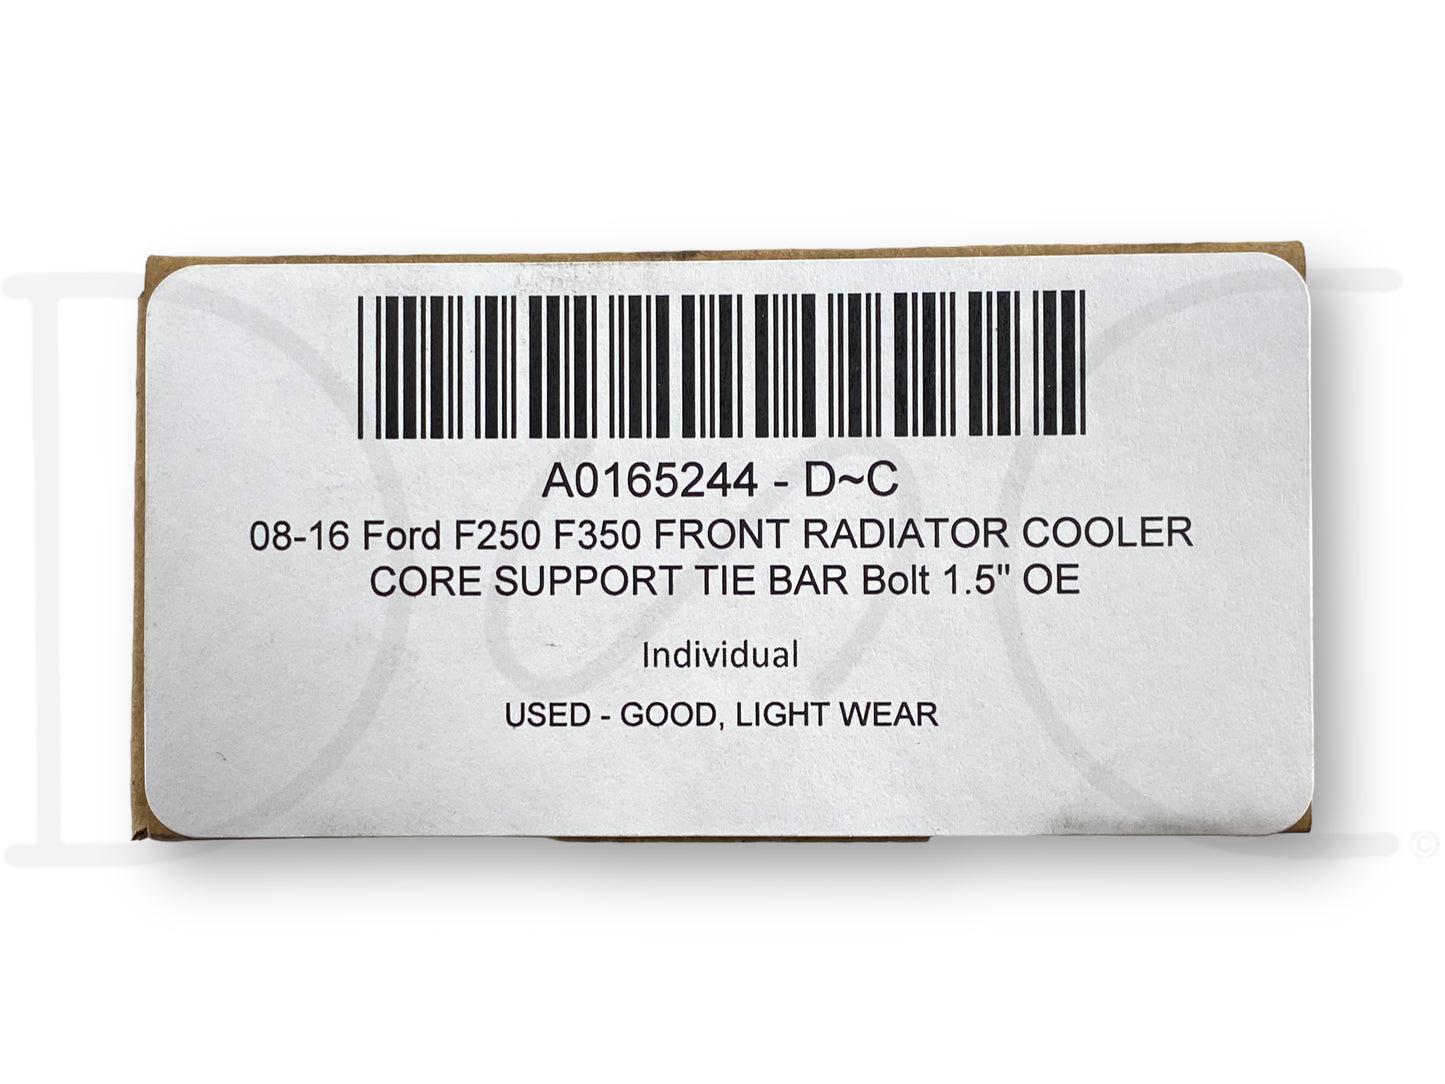 A0165244 - D~C
08-16 Ford F250 F350 FRONT RADIATOR COOLER
CORE SUPPORT TIE BAR Bolt 1.5" OE
Individual
USED - GOOD, LIGHT WEAR
©